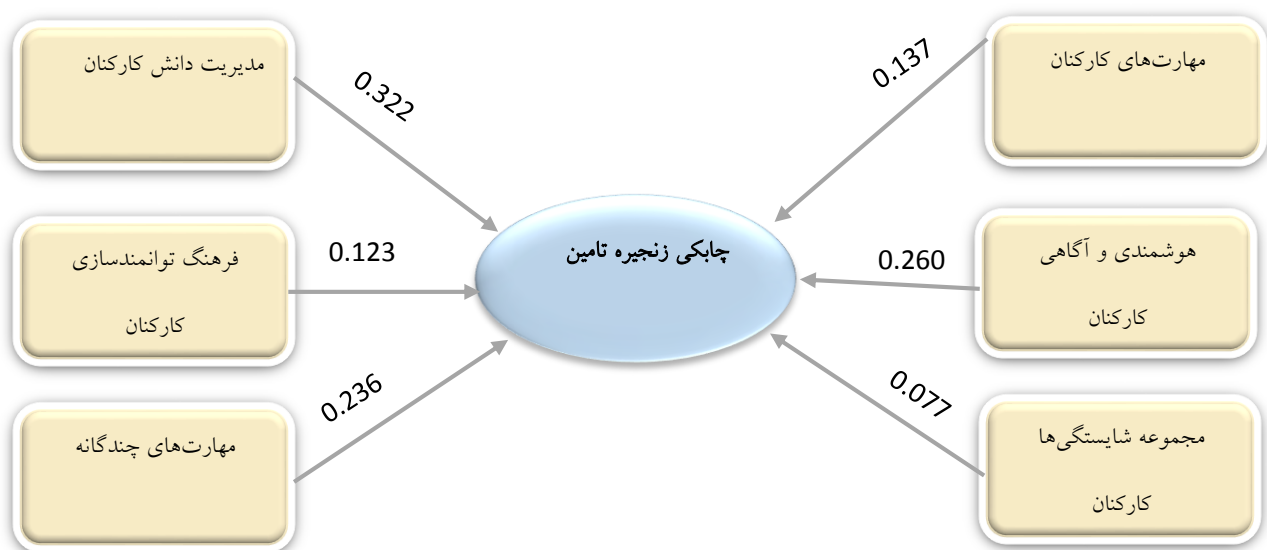 مهارت‌های کارکنان
0.137
مدیریت دانش کارکنان
0.322
هوشمندی و آگاهی
کارکنان
0.260
چابکی زنجیره تامین
0.123
فرهنگ توانمندسازی
کارکنان
مجموعه شایستگی‌ها
کارکنان
0.077
0.236
مهارت‌های چندگانه